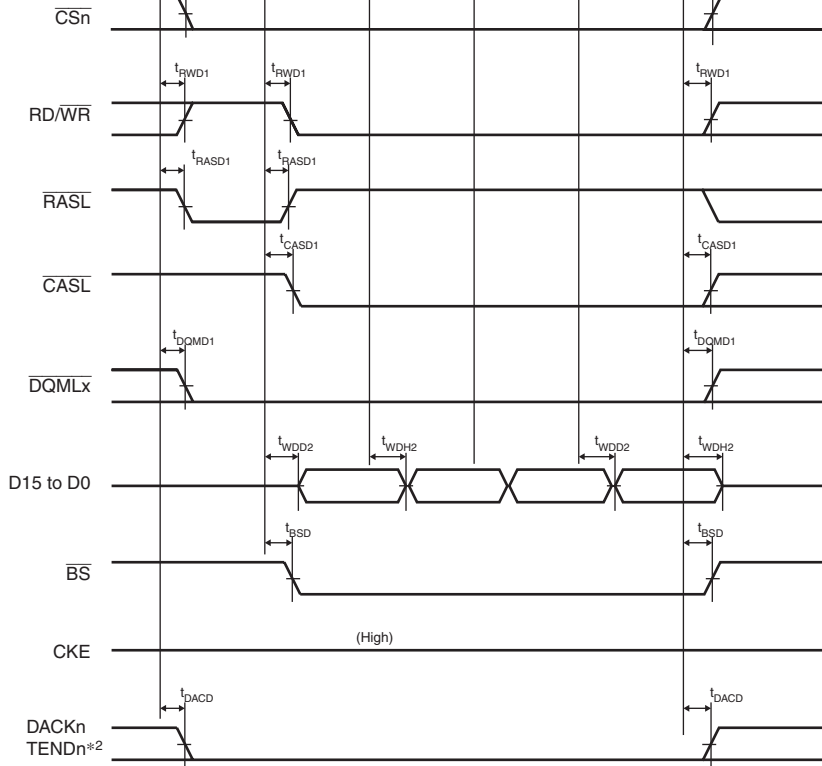 CSn
tRWD1 tRWD1 tRWD1
RD/WR
tRASD1 tRASD1
RASL
tCASD1 tCASD1
CASL
tDQMD1 tDQMD1
DQMLx
tWDD2 tWDH2 tWDD2 tWDH2
D15 to D0
tBSD tBSD
BS
(High)
CKE
tDACD tDACD
DACKn
TENDn*2